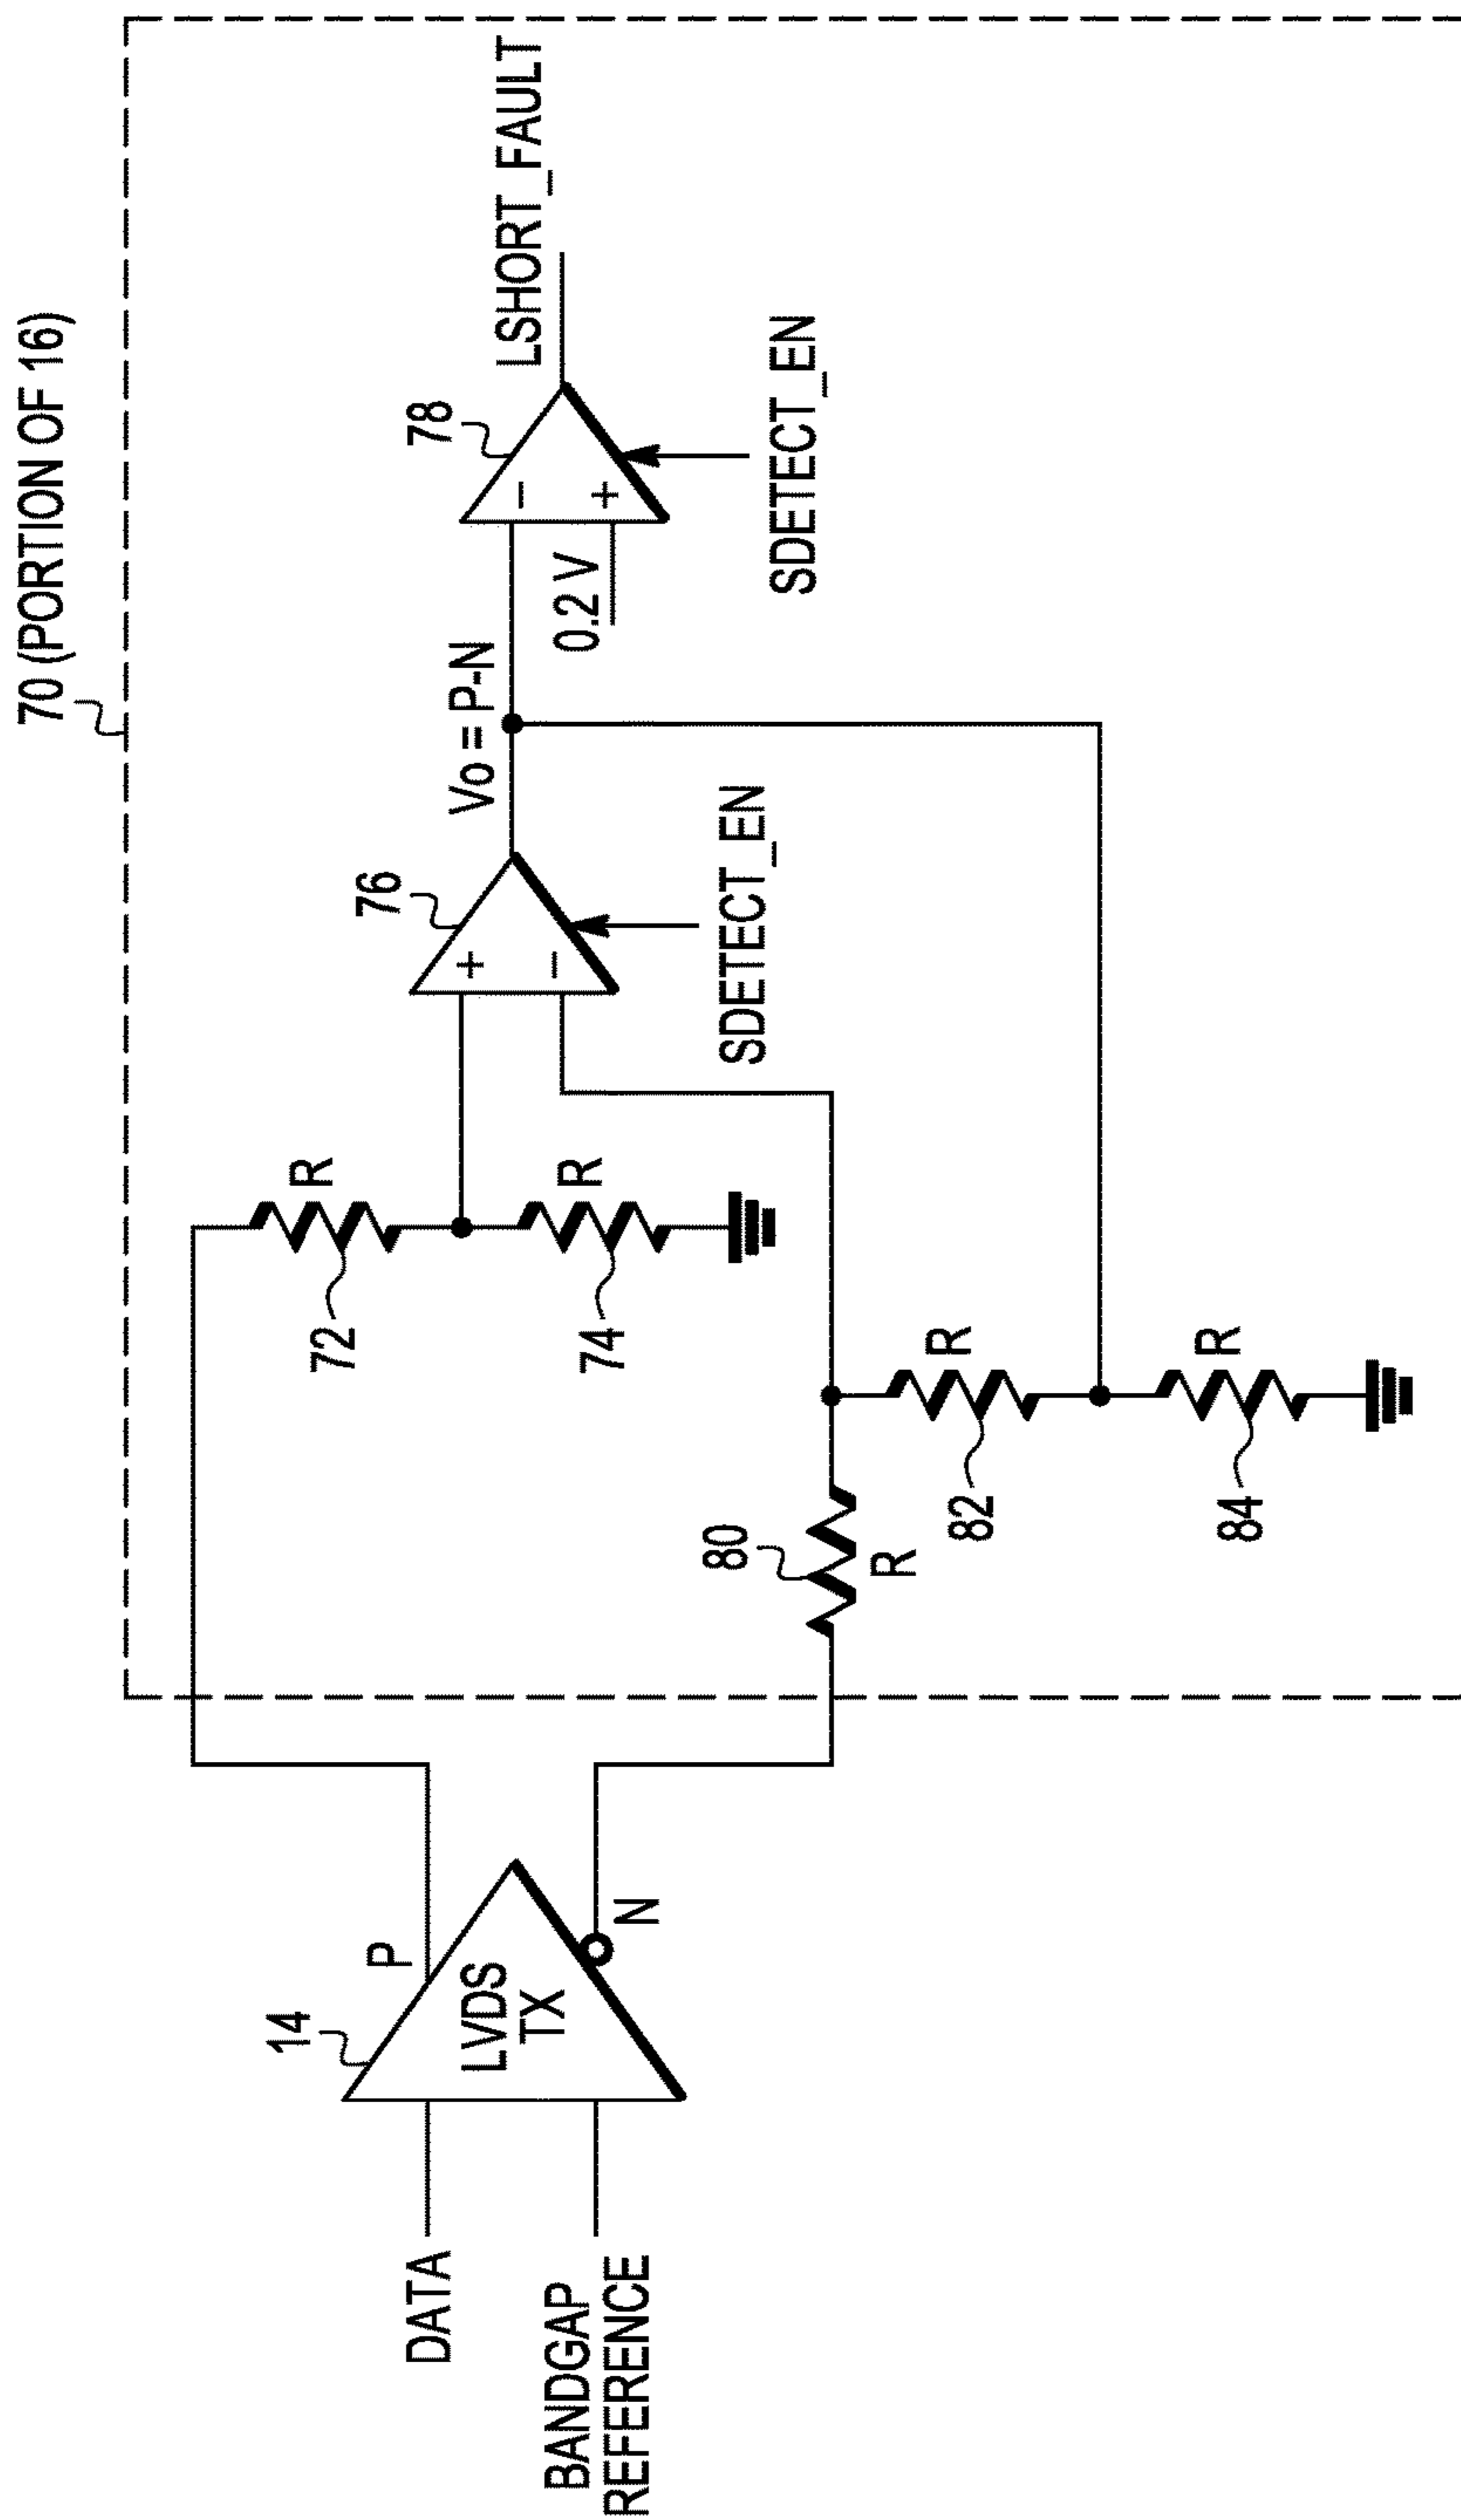 70 (PORTION OF 16)
14
DATA
BANDGAP
REFERENCE
LVDS
TX
P
N
72
R
74
R
80
R
82
R
84
R
76
+
−
SDETECT_EN
Vo = P-N
0.2 V
78
−
+
SDETECT_EN
LSHORT_FAULT